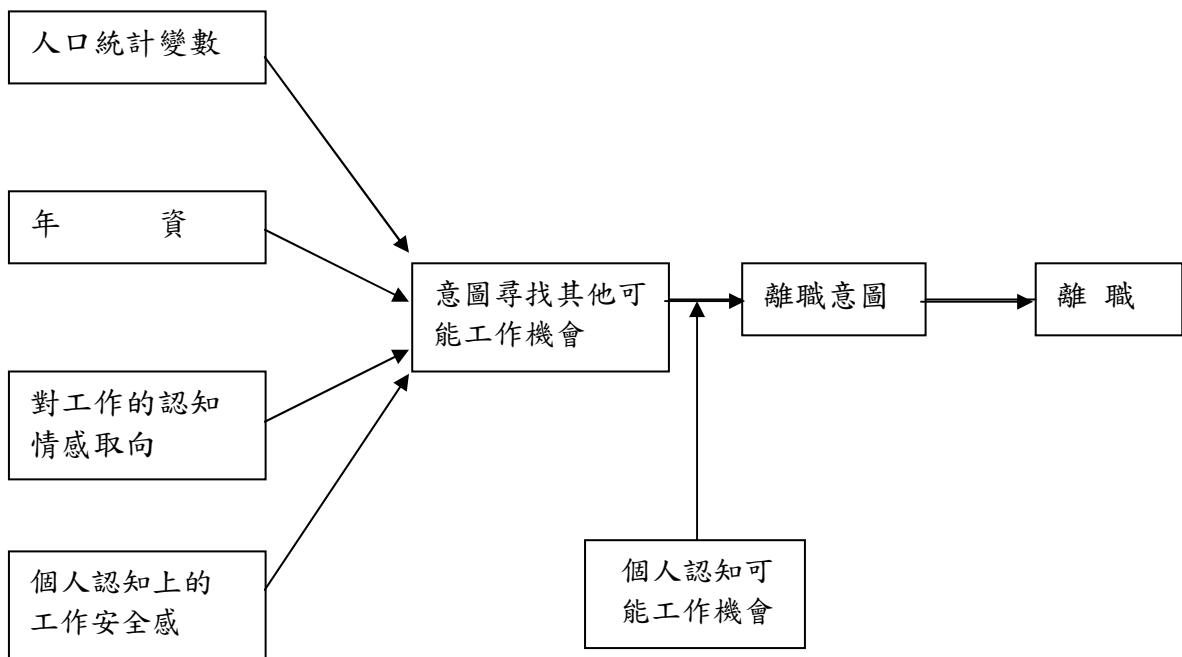 人口統計變數
年 資
對工作的認知
情感取向
個人認知上的
工作安全感
意圖尋找其他可
能工作機會
個人認知可
能工作機會
離職意圖
離 職